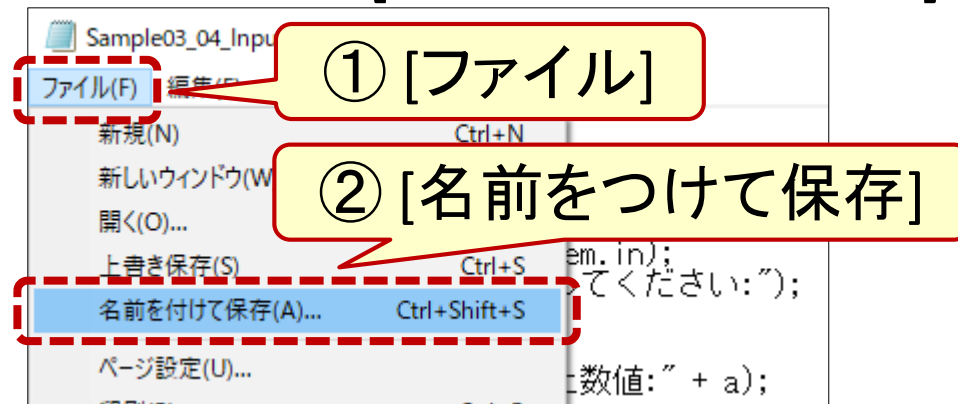 Sample03_04_Inpu
ファイル(F) 編集(E)
① [ファイル]
新規(N) Ctrl+N
新しいウィンドウ(W
② [名前をつけて保存]
開く(O)...
em.in);
上書き保存(S) Ctrl+S
してください:");
名前を付けて保存(A)... Ctrl+Shift+S
ページ設定(U)...
数値:" + a);